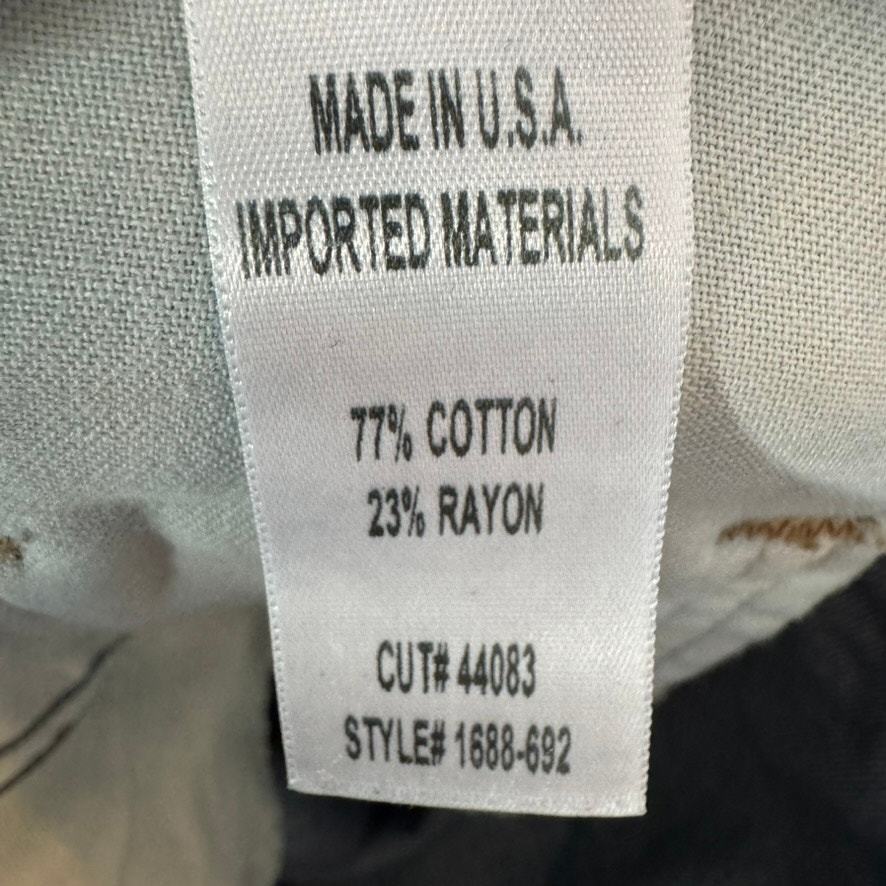 MADE IN U.S.A.
IMPORTED MATERIALS
77% COTTON
23% RAYON
CUT# 44083
STYLE# 1688-692